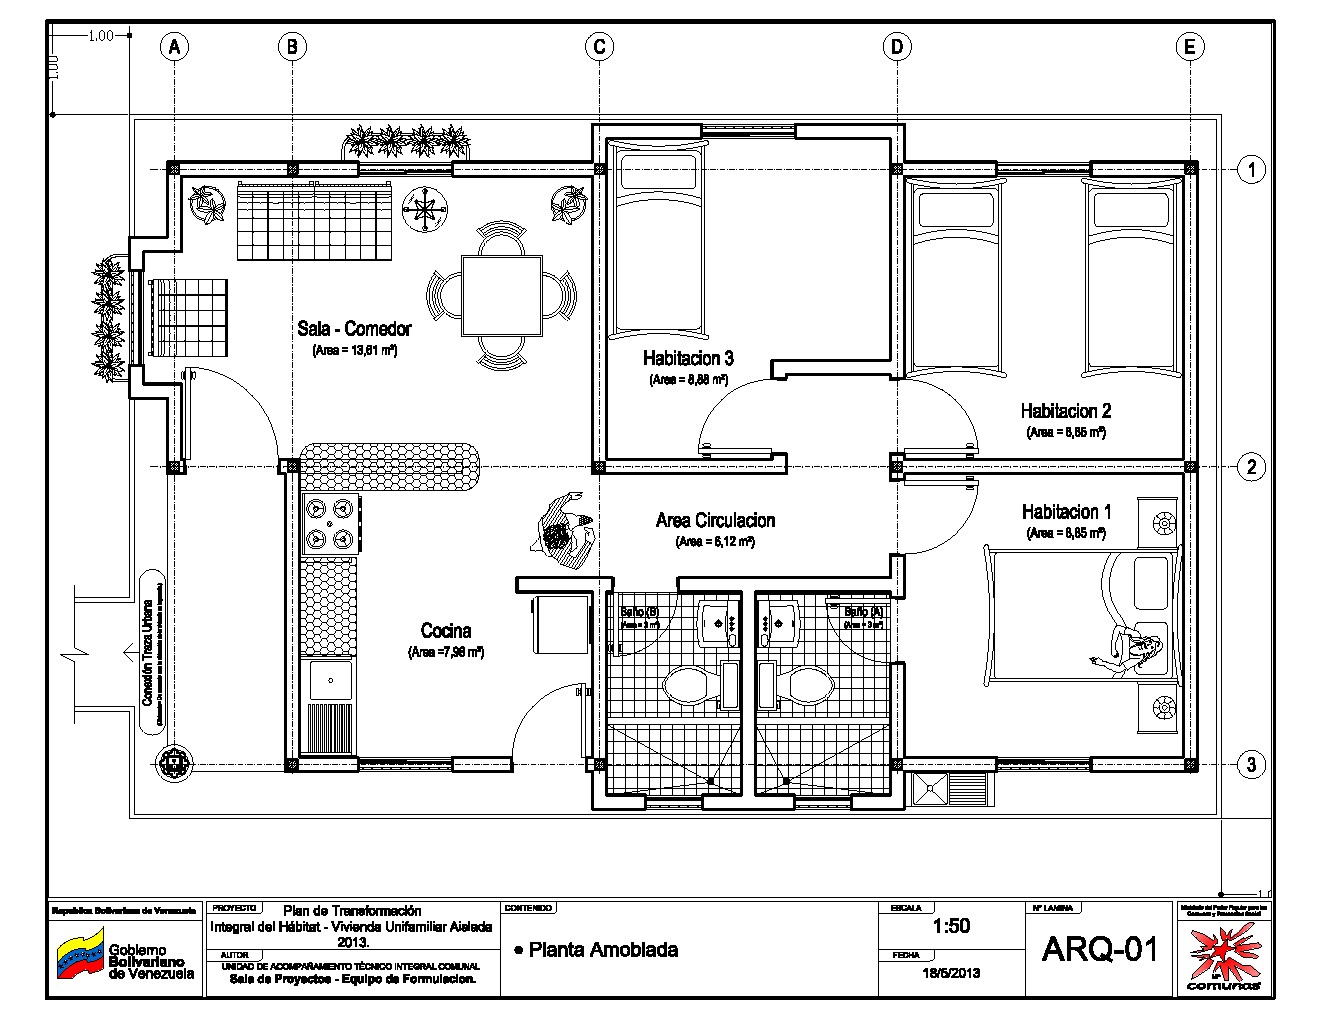 1.00
1.00
A
B
C
D
E
1
2
3
Sala - Comedor
(Area = 13,61 m²)
Habitacion 3
(Area = 8,88 m²)
Habitacion 2
(Area = 8,85 m²)
Area Circulacion
(Area = 6,12 m²)
Habitacion 1
(Area = 8,85 m²)
Baño (B)
(Area = 3 m²)
Baño (A)
(Area = 3 m²)
Cocina
(Area =7,96 m²)
Conexión Traza Urbana
1.0
Republica Bolivariana de Venezuela
Gobierno
Bolivariano
de Venezuela
PROYECTO
Plan de Transformación
Integral del Hábitat - Vivienda Unifamiliar Aislada
2013.
AUTOR
UNIDAD DE ACOMPAÑAMIENTO TÉCNICO INTEGRAL COMUNAL
Sala de Proyectos - Equipo de Formulacion.
CONTENIDO
• Planta Amoblada
ESCALA
1:50
FECHA
18/5/2013
Nº LAMINA
ARQ-01
Ministerio del Poder Popular para las
Comunas y Protección Social
comunas